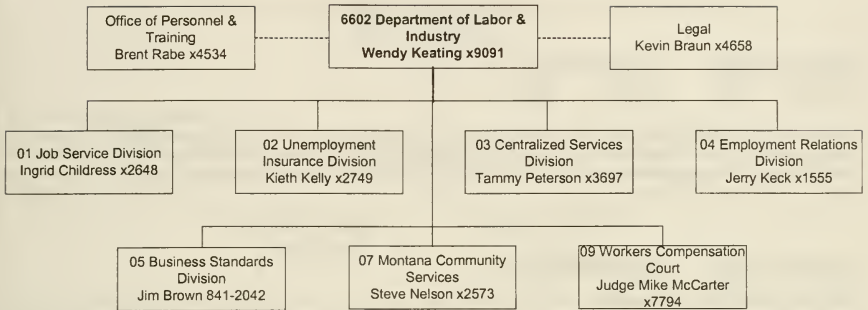 Office of Personnel &
Training
Brent Rabe x4534
6602 Department of Labor &
Industry
Wendy Keating x9091
Legal
Kevin Braun x4658
01 Job Service Division
Ingrid Childress x2648
02 Unemployment
Insurance Division
Kieth Kelly x2749
03 Centralized Services
Division
Tammy Peterson x3697
04 Employment Relations
Division
Jerry Keck x1555
05 Business Standards
Division
Jim Brown 841-2042
07 Montana Community
Services
Steve Nelson x2573
09 Workers Compensation
Court
Judge Mike McCarter
x7794